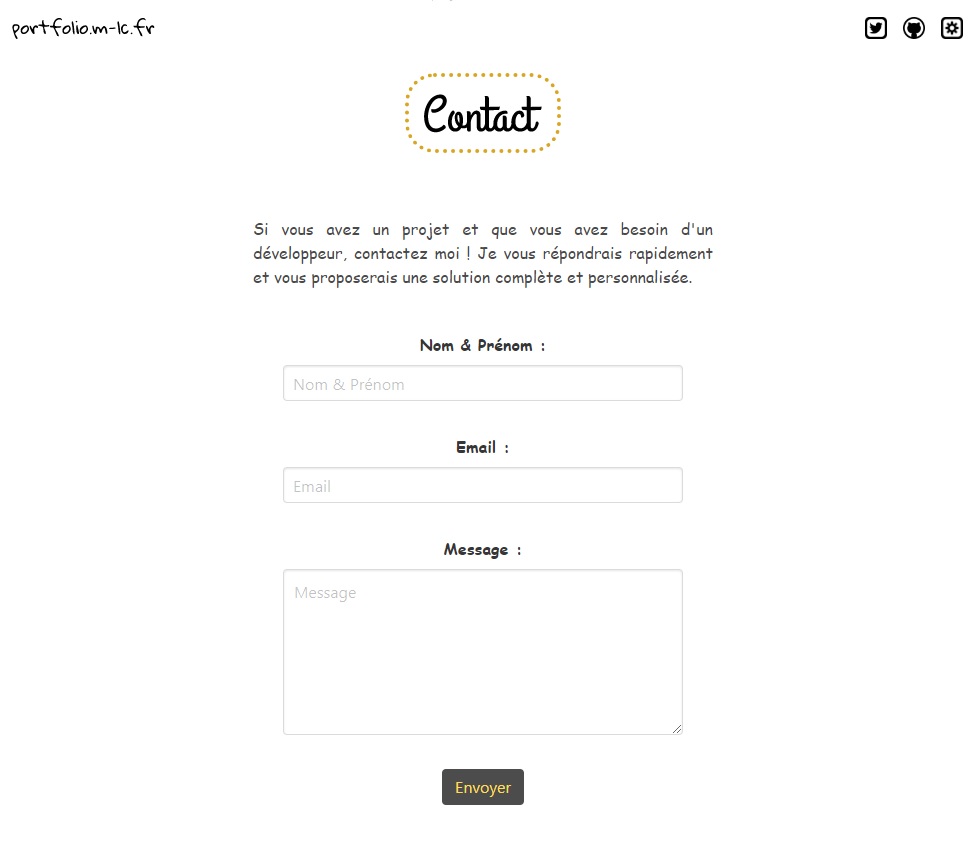 portfolio.m-lc.fr
Contact
Si vous avez un projet et que vous avez besoin d'un
développeur, contactez moi ! Je vous répondrais rapidement
et vous proposerais une solution complète et personnalisée.
Nom & Prénom :
Nom & Prénom
Email :
Email
Message :
Message
Envoyer